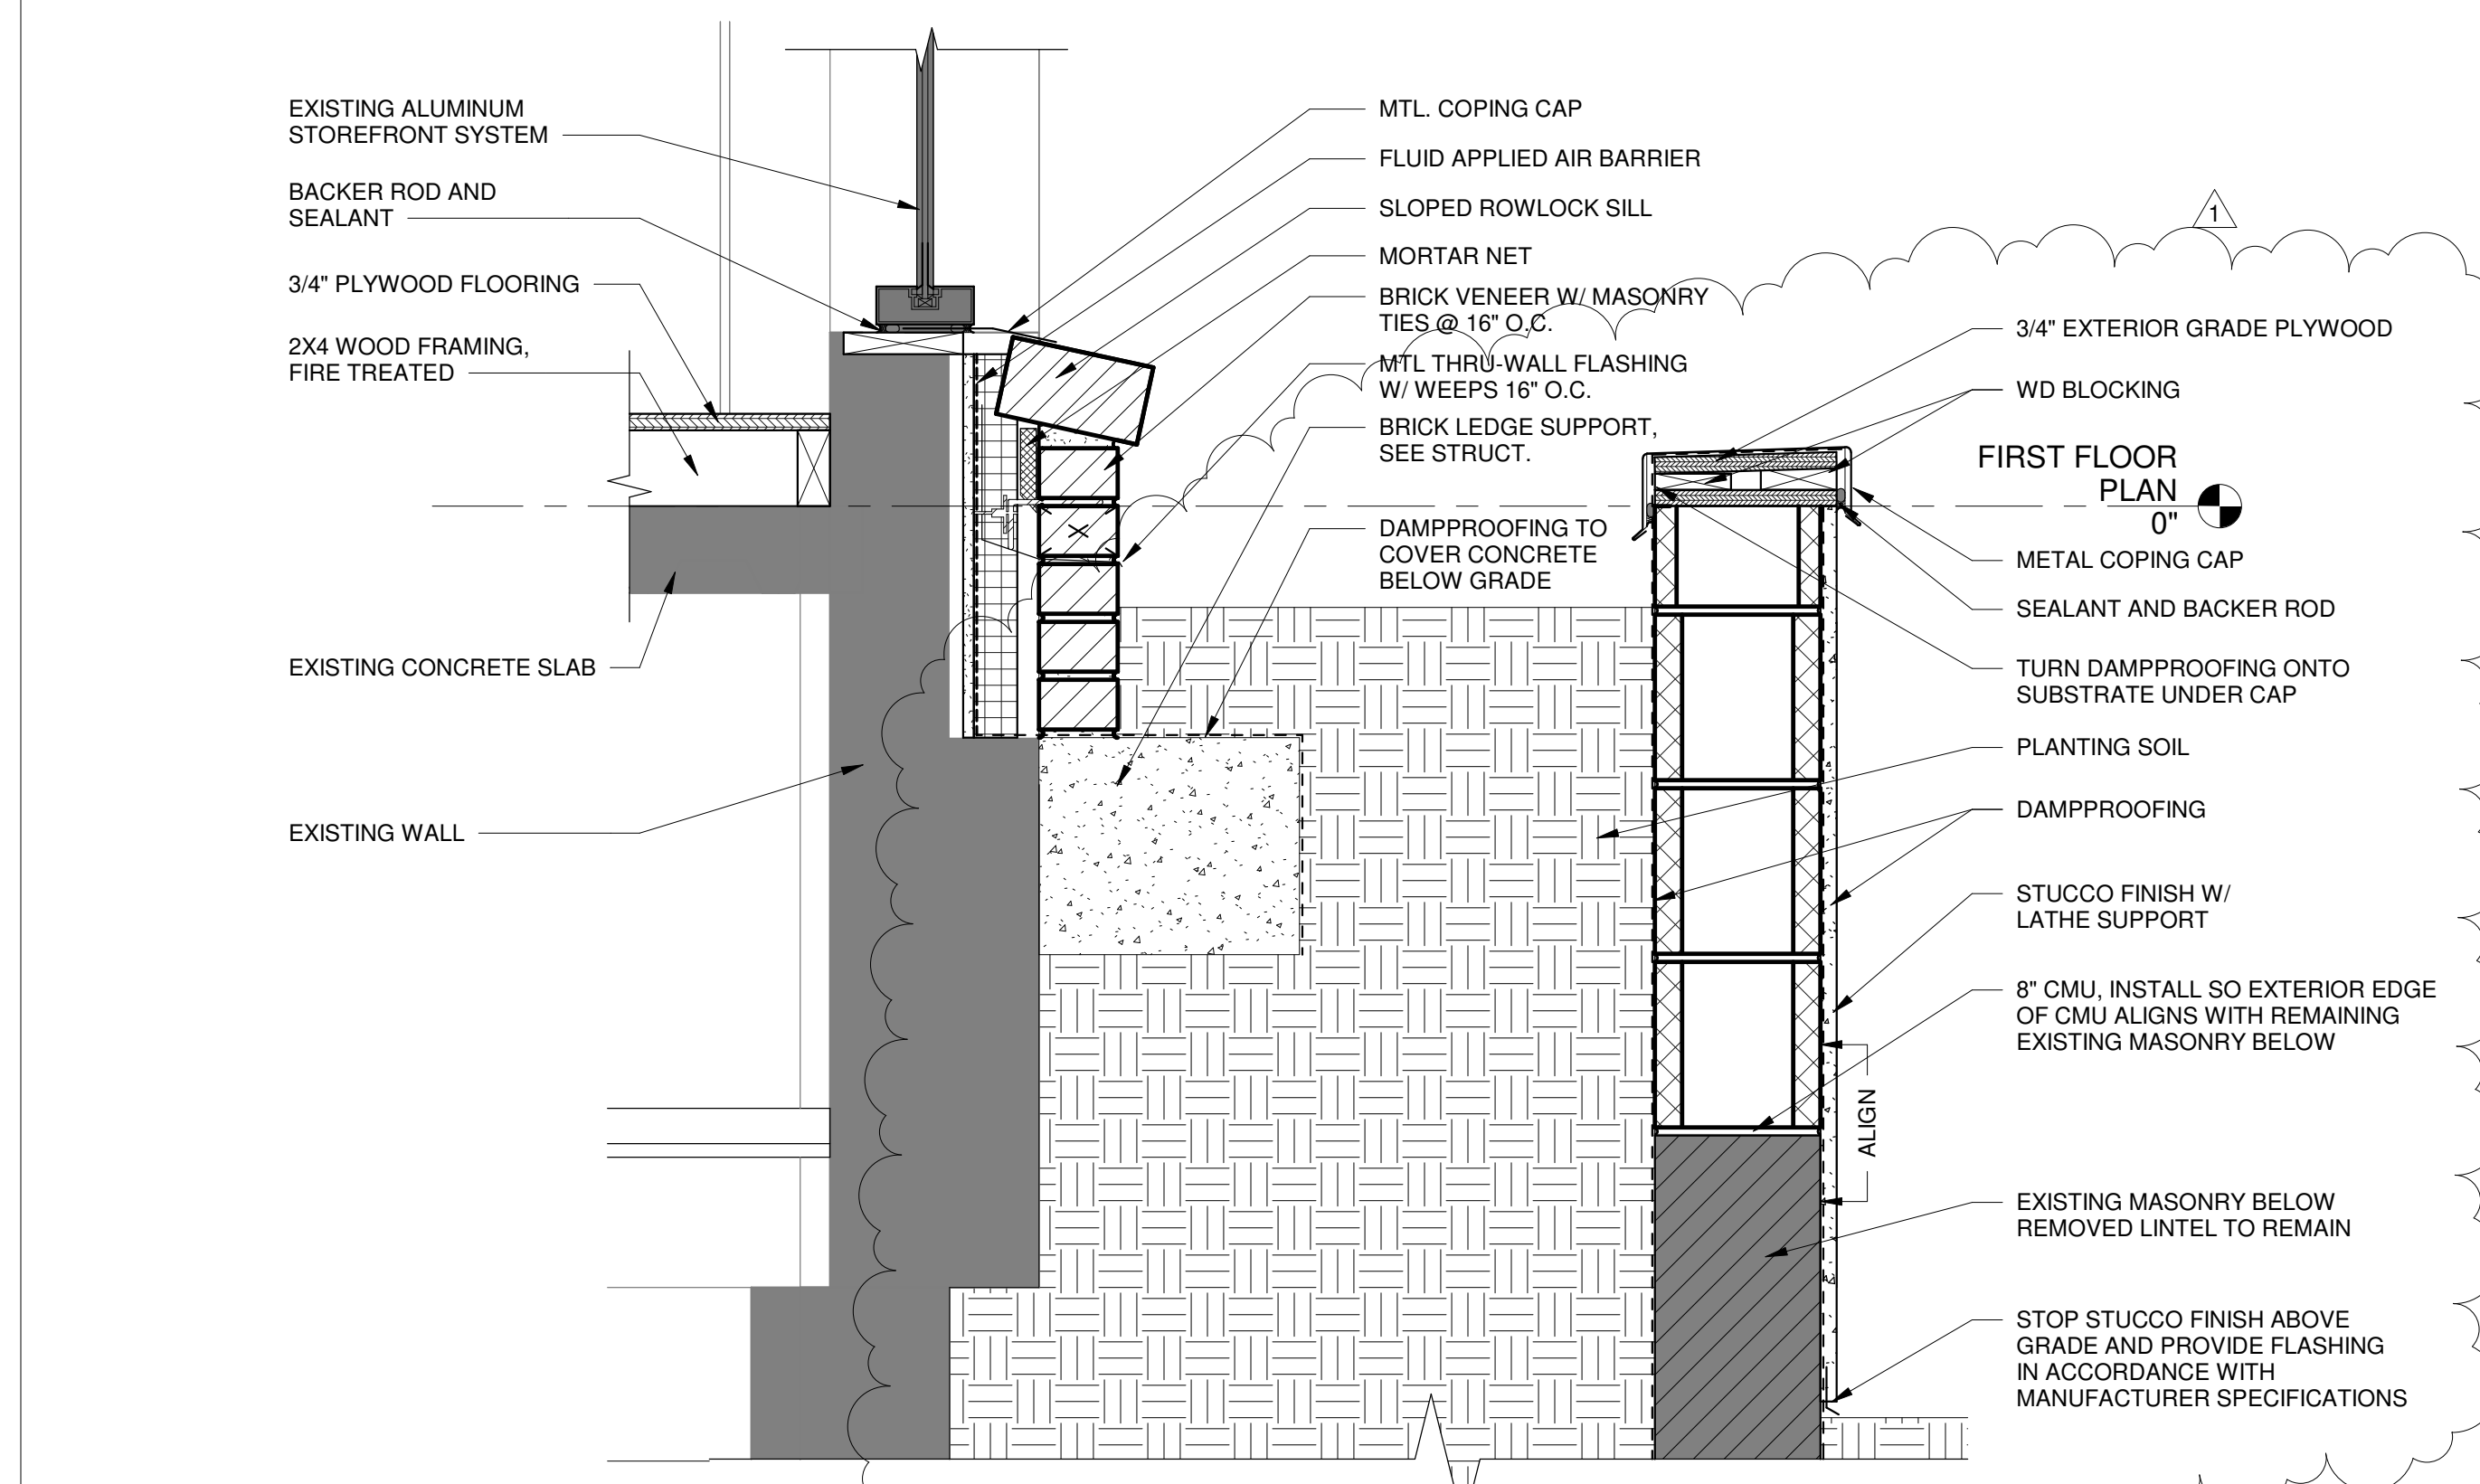 EXISTING ALUMINUM
STOREFRONT SYSTEM
BACKER ROD AND
SEALANT
3/4" PLYWOOD FLOORING
2X4 WOOD FRAMING,
FIRE TREATED
EXISTING CONCRETE SLAB
EXISTING WALL
MTL. COPING CAP
FLUID APPLIED AIR BARRIER
SLOPED ROWLOCK SILL
MORTAR NET
BRICK VENEER W/ MASONRY
TIES @ 16" O.C.
MTL THRU-WALL FLASHING
W/ WEEPS 16" O.C.
BRICK LEDGE SUPPORT,
SEE STRUCT.
DAMPPROOFING TO
COVER CONCRETE
BELOW GRADE
1
3/4" EXTERIOR GRADE PLYWOOD
WD BLOCKING
FIRST FLOOR
PLAN
0"
METAL COPING CAP
SEALANT AND BACKER ROD
TURN DAMPPROOFING ONTO
SUBSTRATE UNDER CAP
PLANTING SOIL
DAMPPROOFING
STUCCO FINISH W/
LATHE SUPPORT
8" CMU, INSTALL SO EXTERIOR EDGE
OF CMU ALIGNS WITH REMAINING
EXISTING MASONRY BELOW
ALIGN
EXISTING MASONRY BELOW
REMOVED LINTEL TO REMAIN
STOP STUCCO FINISH ABOVE
GRADE AND PROVIDE FLASHING
IN ACCORDANCE WITH
MANUFACTURER SPECIFICATIONS